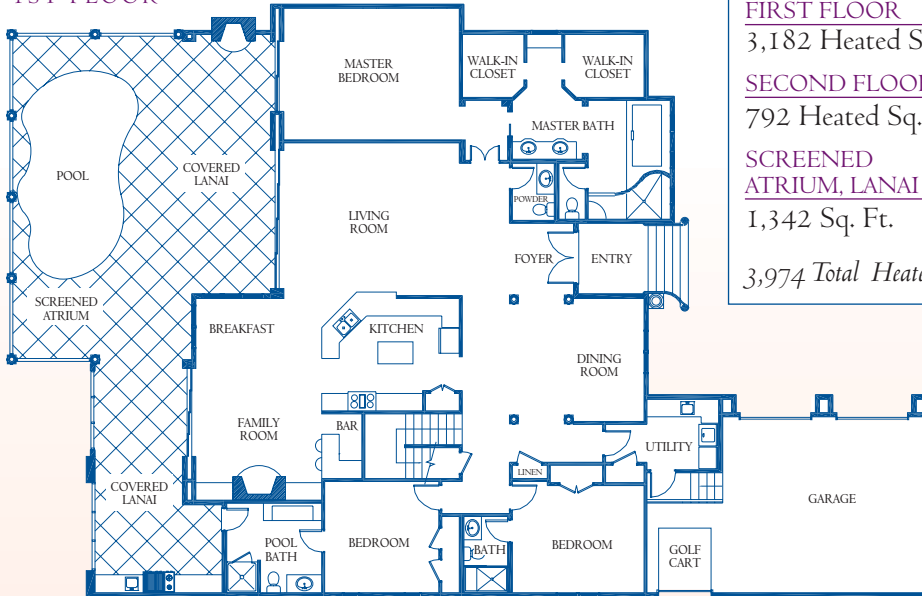 1ST FLOOR
FIRST FLOOR
3,182 Heated S
SECOND FLOOR
792 Heated Sq.
SCREENED
ATRIUM, LANAI
1,342 Sq. Ft.
3,974 Total Heate
MASTER
BEDROOM
WALK-IN
CLOSET
WALK-IN
CLOSET
MASTER BATH
POOL
COVERED
LANAI
POWDER
LIVING
ROOM
FOYER
ENTRY
SCREENED
ATRIUM
BREAKFAST
KITCHEN
DINING
ROOM
FAMILY
ROOM
BAR
UTILITY
LINEN
COVERED
LANAI
GARAGE
POOL
BATH
BEDROOM
BATH
BEDROOM
GOLF
CART